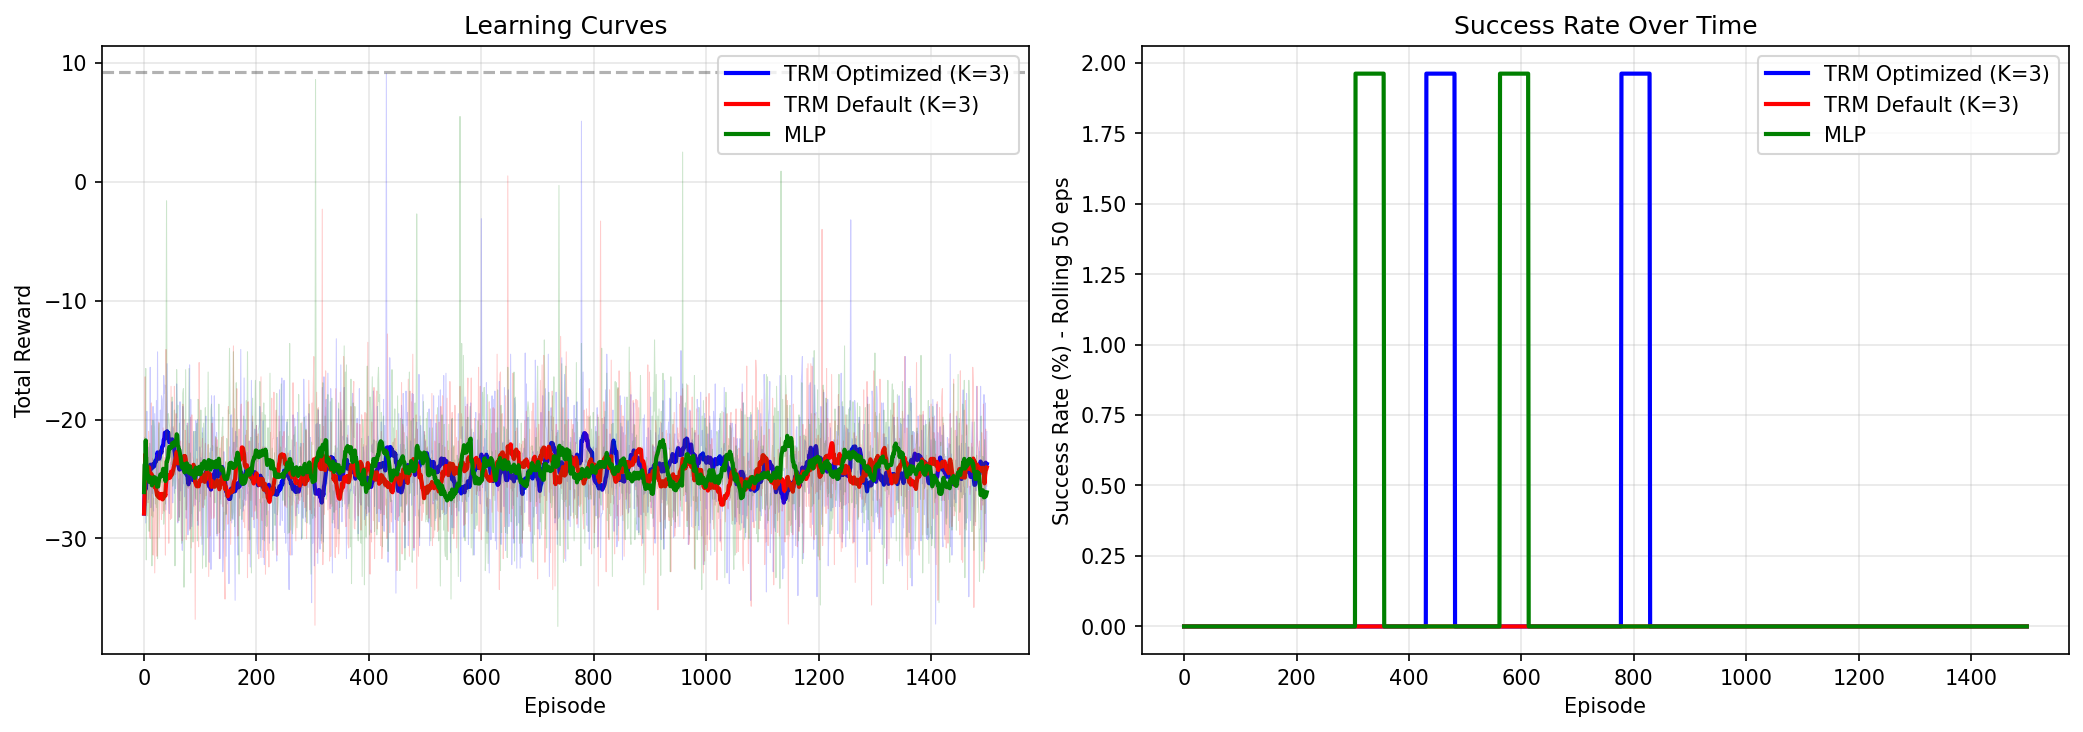 Learning Curves
Total Reward
10
0
−10
−20
−30
TRM Optimized (K=3)
TRM Default (K=3)
MLP
0 200 400 600 800 1000 1200 1400
Episode
Success Rate Over Time
Success Rate (%) - Rolling 50 eps
2.00
1.75
1.50
1.25
1.00
0.75
0.50
0.25
0.00
TRM Optimized (K=3)
TRM Default (K=3)
MLP
0 200 400 600 800 1000 1200 1400
Episode